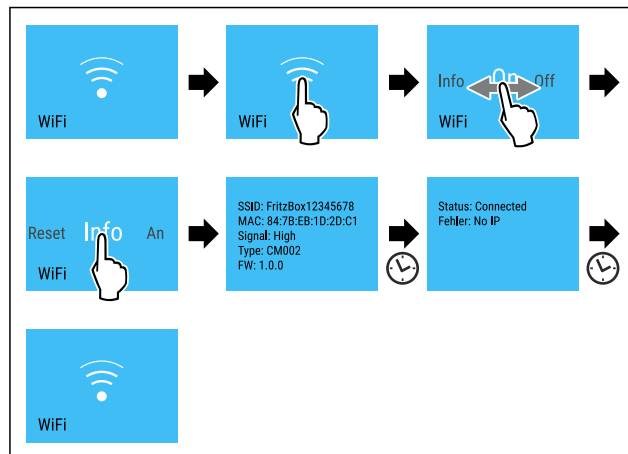 WiFi
WiFi
Info On Off
WiFi
Reset Info An
WiFi
SSID: FritzBox12345678
MAC: 84:7B:EB:1D:2D:C1
Signal: High
Type: CM002
FW: 1.0.0
Status: Connected
Fehler: No IP
WiFi